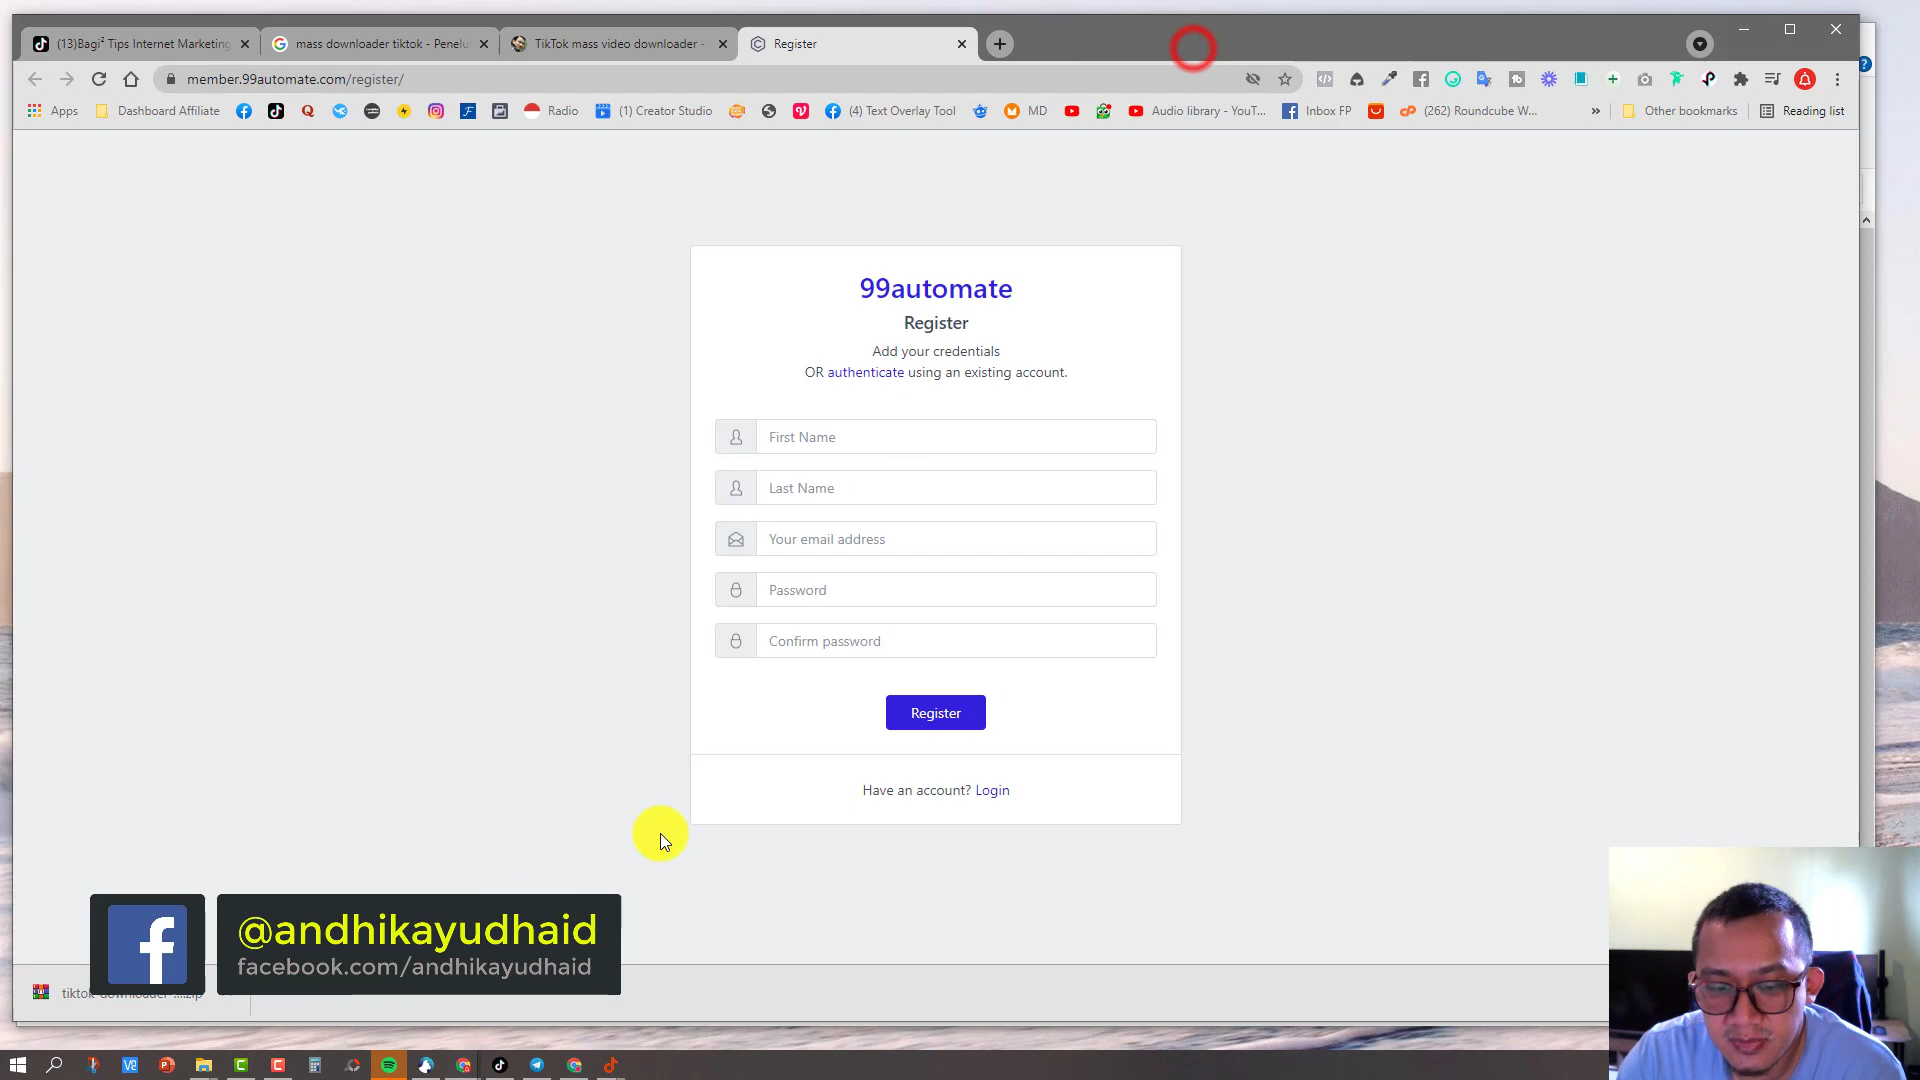 (13)Bagi² Tips Internet Marketing
mass downloader tiktok - Penelu
TikTok mass video downloader -
Register
member.99automate.com/register/
Apps
Dashboard Affiliate
Radio
(1) Creator Studio
(4) Text Overlay Tool
MD
Audio library - YouT...
Inbox FP
(262) Roundcube W...
»
Other bookmarks
Reading list
99automate
Register
Add your credentials
OR authenticate using an existing account.
First Name
Last Name
Your email address
Password
Confirm password
Register
Have an account? Login
@andhikayudhaid
facebook.com/andhikayudhaid
tiktok-downloader-....zip